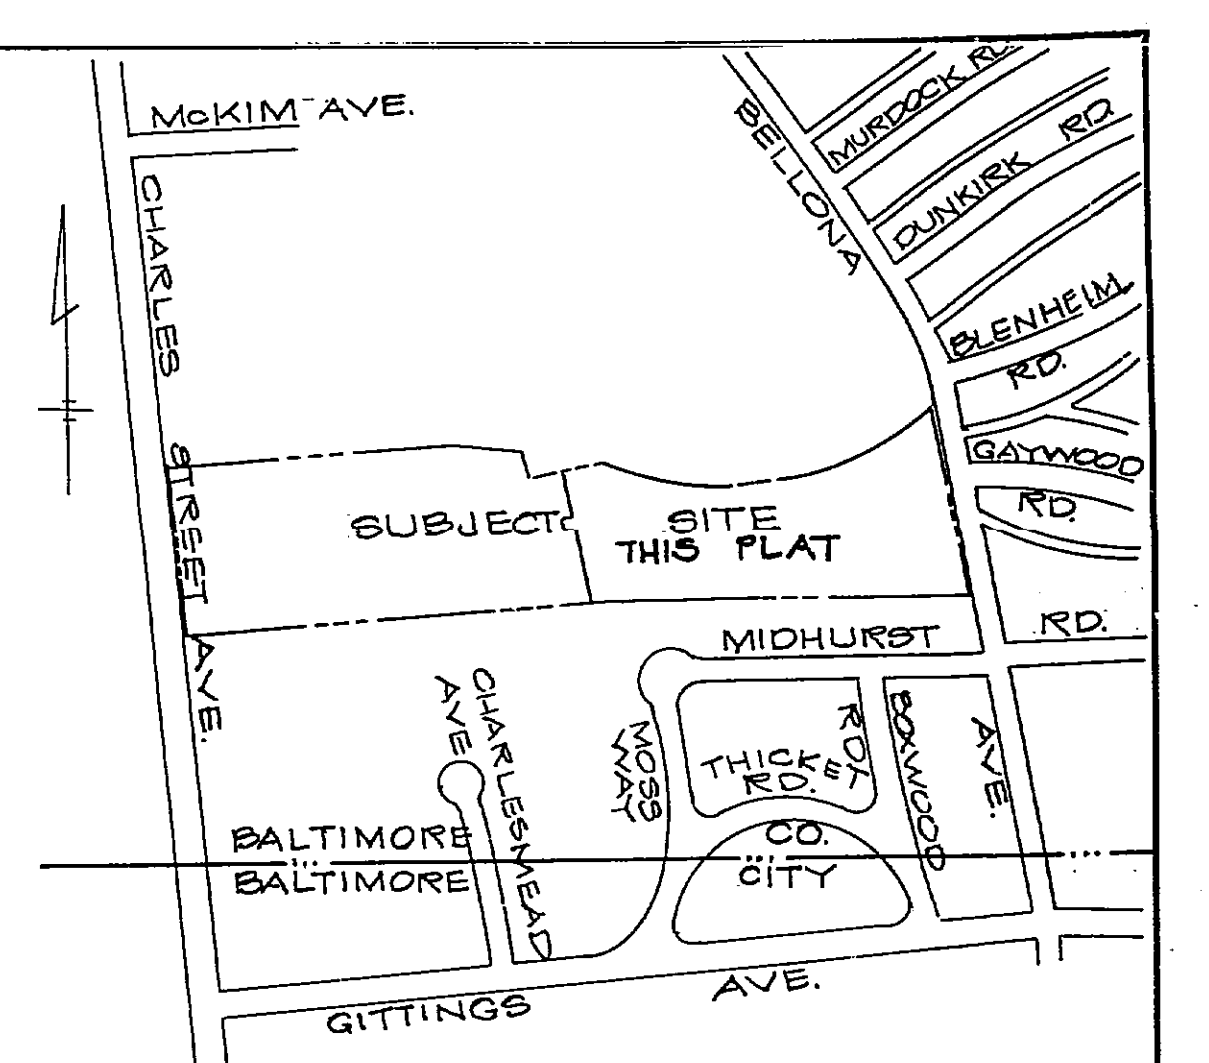 McKIM AVE.
MURDOCK RD.
BELLONA
DUNKIRK RD.
CHARLES
BLENHEIM
RD.
STREET
GAYWOOD
RD.
SUBJECT SITE
THIS PLAT
MIDHURST RD.
AVE.
CHARLESMEAD
AVE
MOSS
WAY
THICKET
RD.
BOXWOOD
RD
AVE.
BALTIMORE CO.
BALTIMORE CITY
GITTINGS AVE.